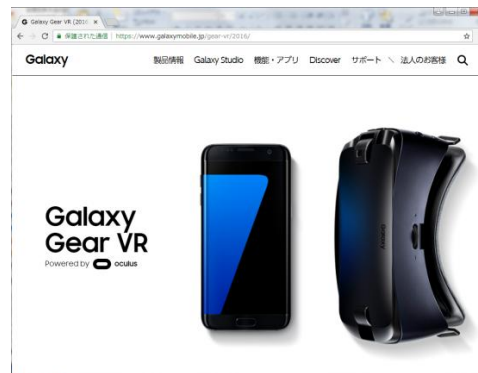 Galaxy Gear VR (2016
保護された通信 | https://www.galaxymobile.jp/gear-vr/2016/
Galaxy 製品情報 Galaxy Studio 機能・アプリ Discover サポート 法人のお客様
Galaxy
Gear VR
Powered by oculus